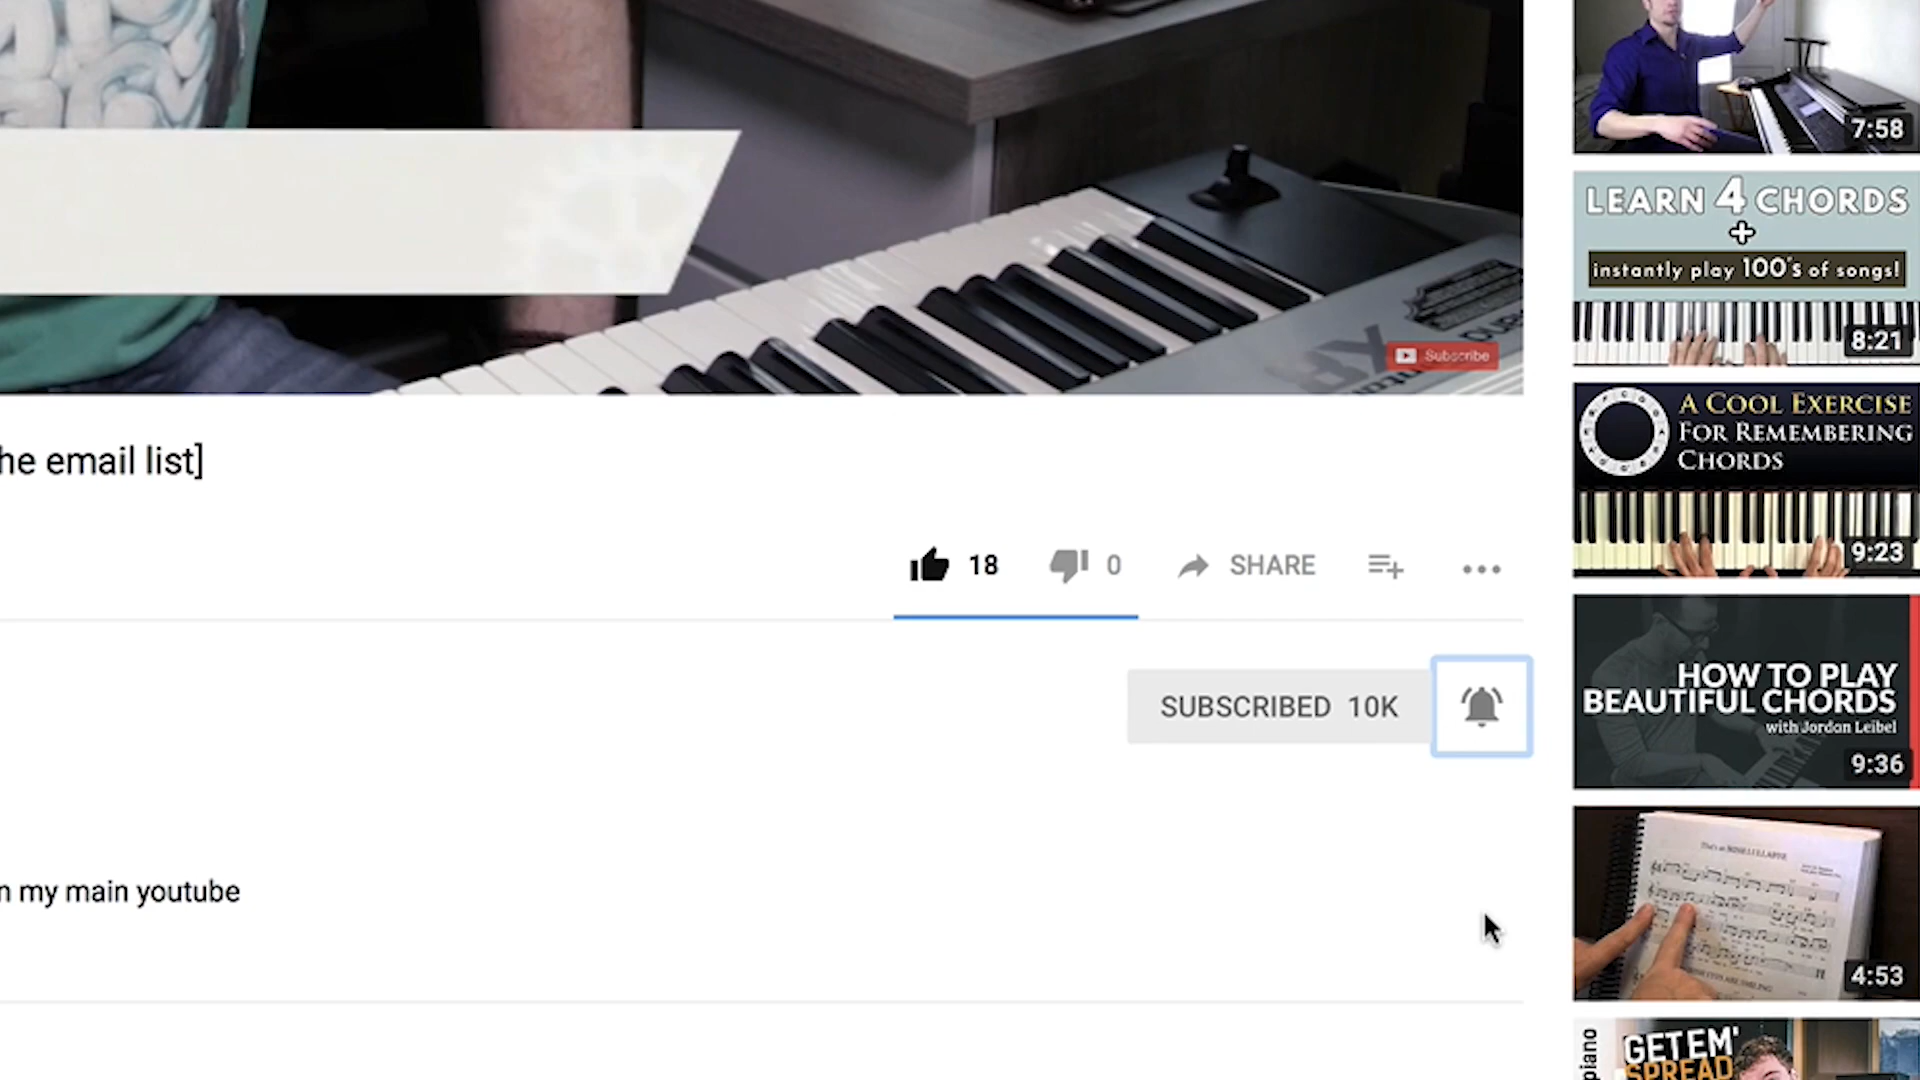 Subscribe
8X
he email list]
18
0
SHARE
SUBSCRIBED 10K
n my main youtube
7:58
LEARN 4 CHORDS
+
instantly play 100's of songs!
8:21
A COOL EXERCISE
FOR REMEMBERING
CHORDS
9:23
HOW TO PLAY
BEAUTIFUL CHORDS
with Jordan Leibel
9:36
4:53
piano
GET EM'
SPREAD